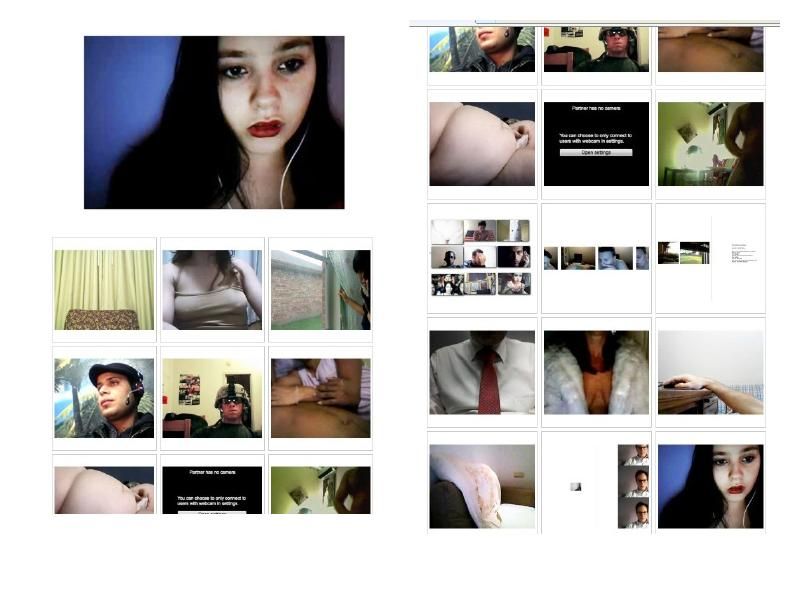 Partner has no camera
You can choose to only connect to
users with webcam in settings.
Open settings
Partner has no camera
You can choose to only connect to
users with webcam in settings.